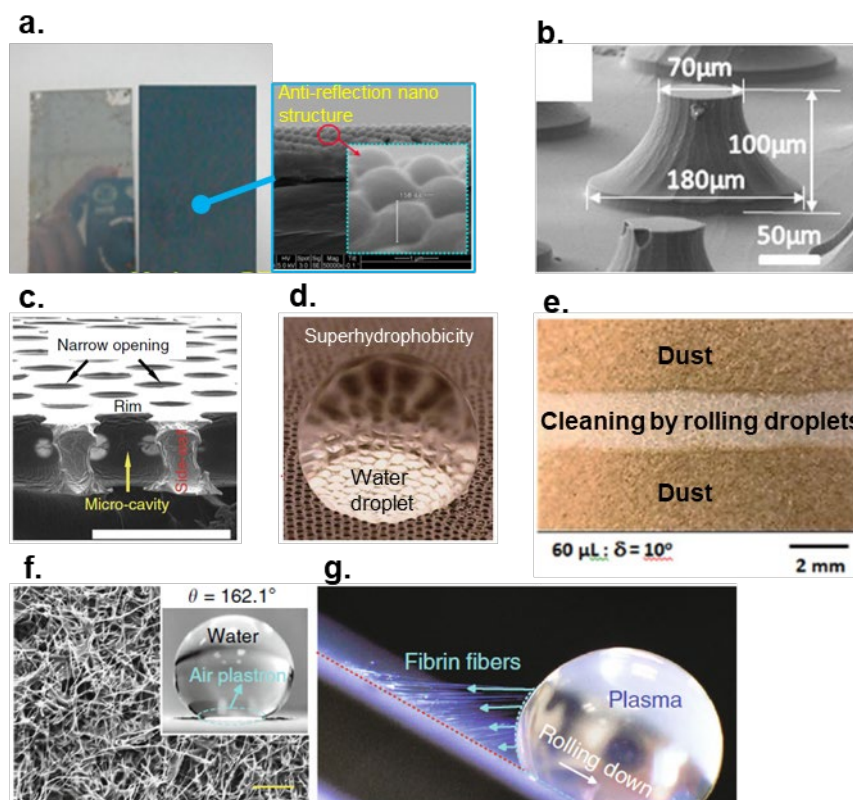 a.
Anti-reflection nano
structure
b.
70µm
100µm
180µm
50µm
c.
Narrow opening
Rim
Micro-cavity
d.
Superhydrophobicity
Water
droplet
e.
Dust
Cleaning by rolling droplets
Dust
60 µL : δ = 10°
2 mm
f.
θ = 162.1°
Water
Air plastron
g.
Fibrin fibers
Plasma
Rolling down